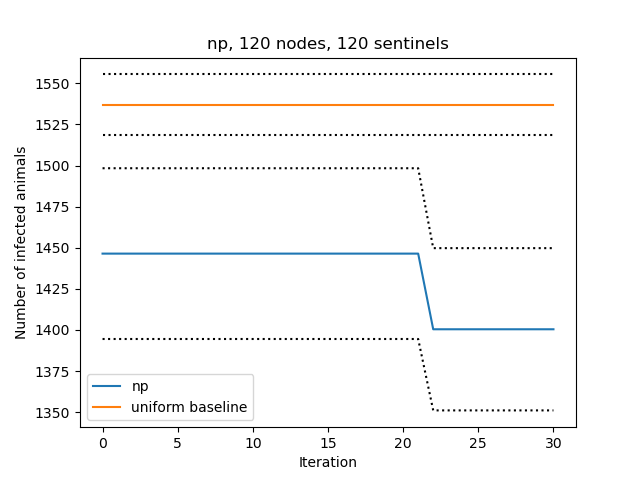 np, 120 nodes, 120 sentinels
1550
1525
1500
1475
1450
1425
1400
1375
1350
Number of infected animals
np
uniform baseline
0 5 10 15 20 25 30
Iteration